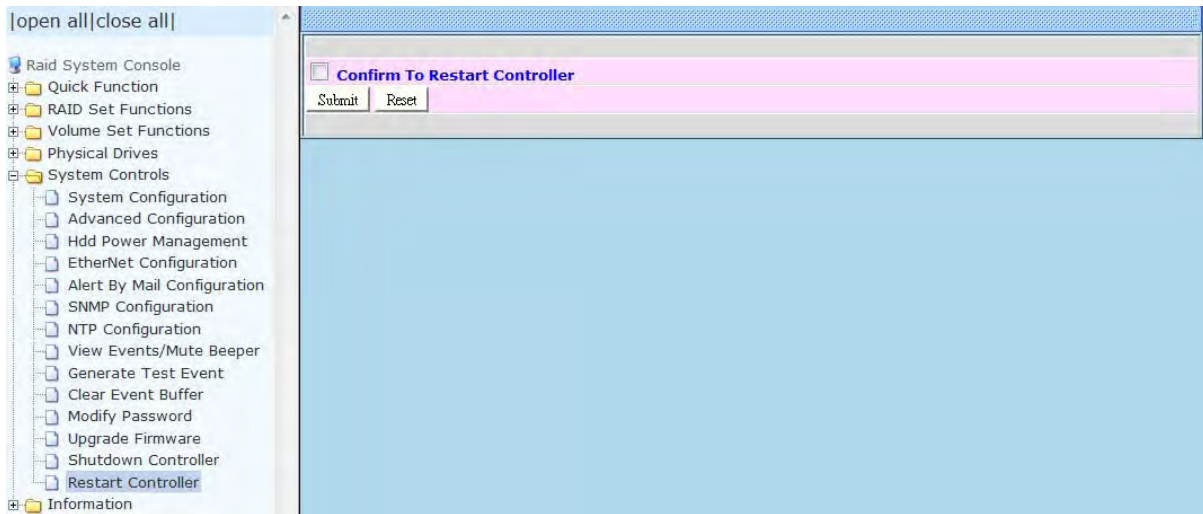 |open all|close all|
Raid System Console
Quick Function
RAID Set Functions
Volume Set Functions
Physical Drives
System Controls
System Configuration
Advanced Configuration
Hdd Power Management
EtherNet Configuration
Alert By Mail Configuration
SNMP Configuration
NTP Configuration
View Events/Mute Beeper
Generate Test Event
Clear Event Buffer
Modify Password
Upgrade Firmware
Shutdown Controller
Restart Controller
Information
Confirm To Restart Controller
Submit Reset